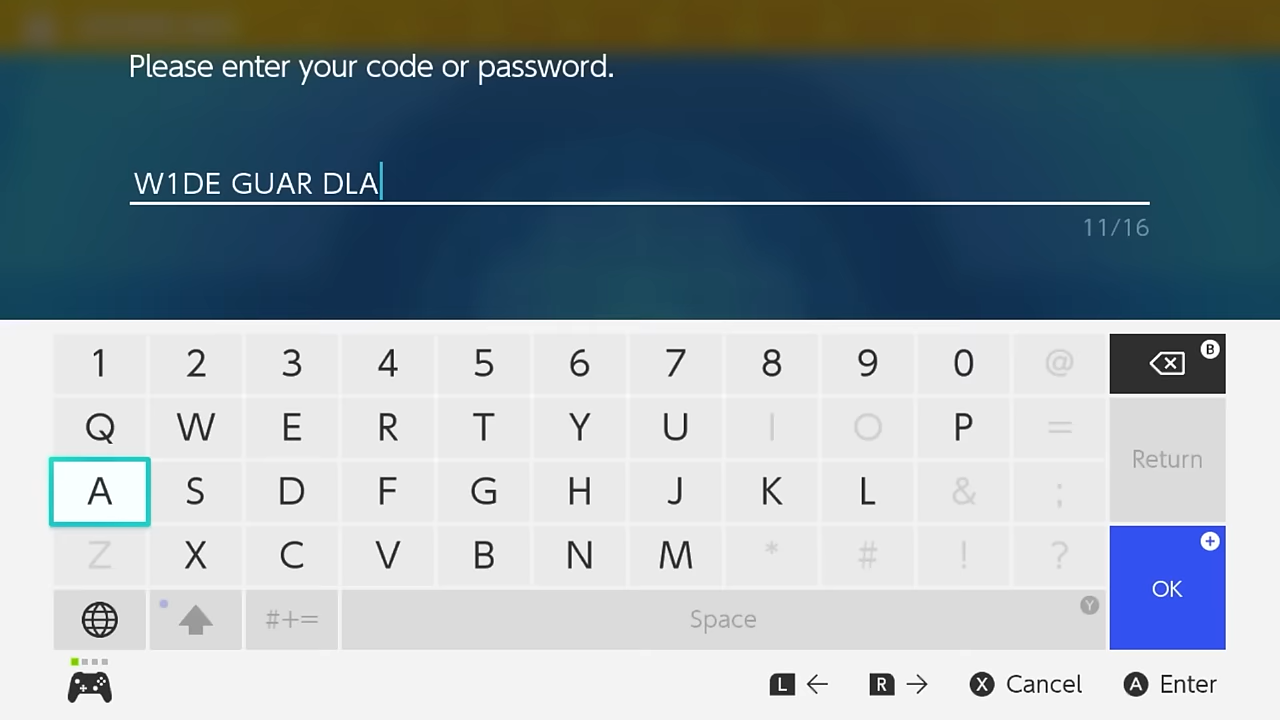 Please enter your code or password.
W1DE GUAR DLA
11/16
1 2 3 4 5 6 7 8 9 0 @ B
Q W E R T Y U I O P = Return
A S D F G H J K L & ;
Z X C V B N M * # ! ? + OK
#+= Space Y
L ← R → X Cancel A Enter